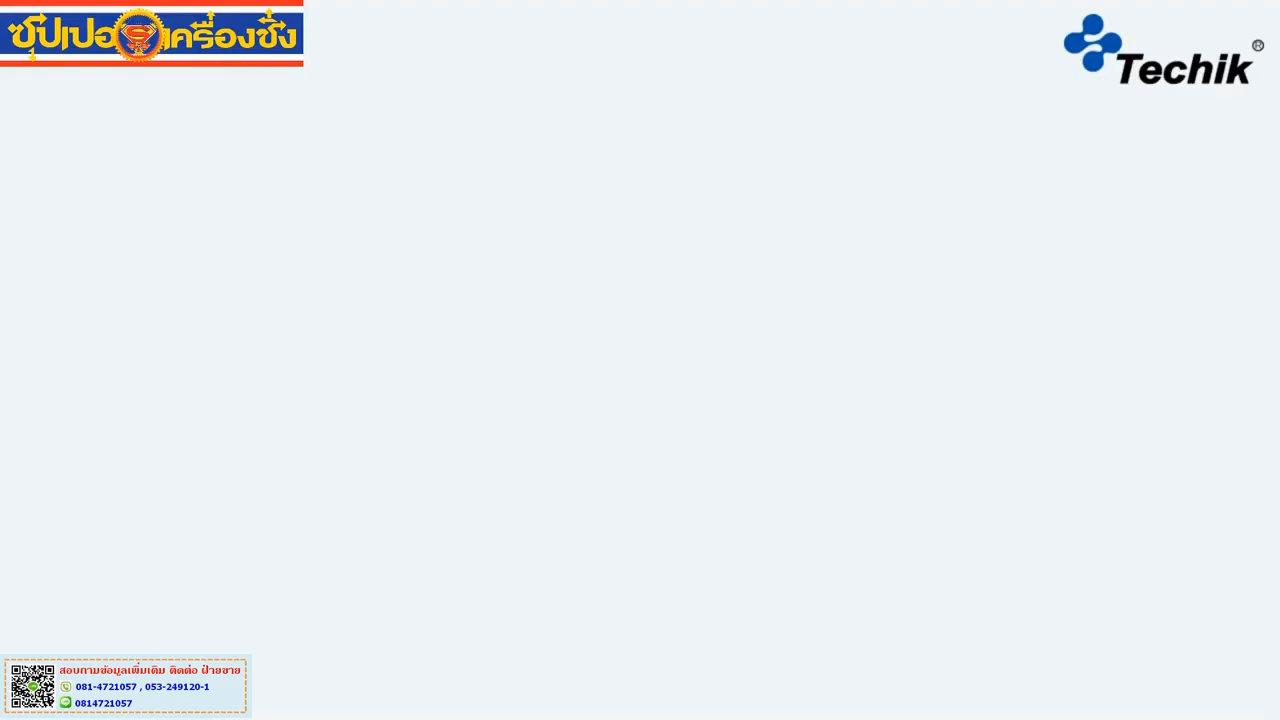 ซุปเปอร์เครื่องชั่ง
Techik ®
สอบถามข้อมูลเพิ่มเติม ติดต่อ ฝ่ายขาย
081-4721057 , 053-249120-1
0814721057